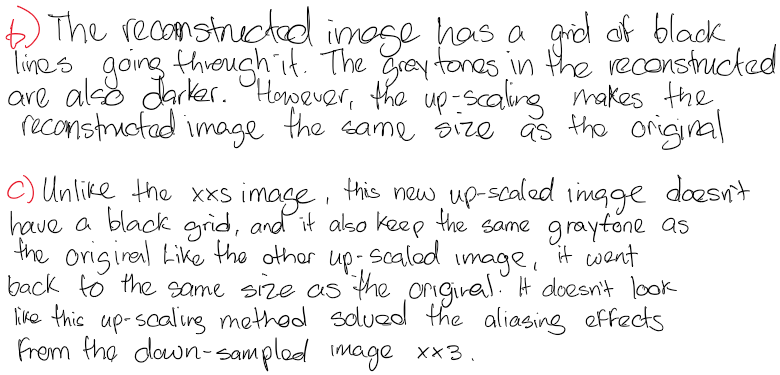 b) The reconstructed image has a grid of black
lines going through it. The gray tones in the reconstructed
are also darker. However, the up-scaling makes the
reconstructed image the same size as the original
c) Unlike the xxs image, this new up-scaled image doesn't
have a black grid, and it also keep the same graytone as
the original Like the other up-scaled image, it went
back to the same size as the original. It doesn't look
like this up-scaling method solved the aliasing effects
from the down-sampled image xx3.